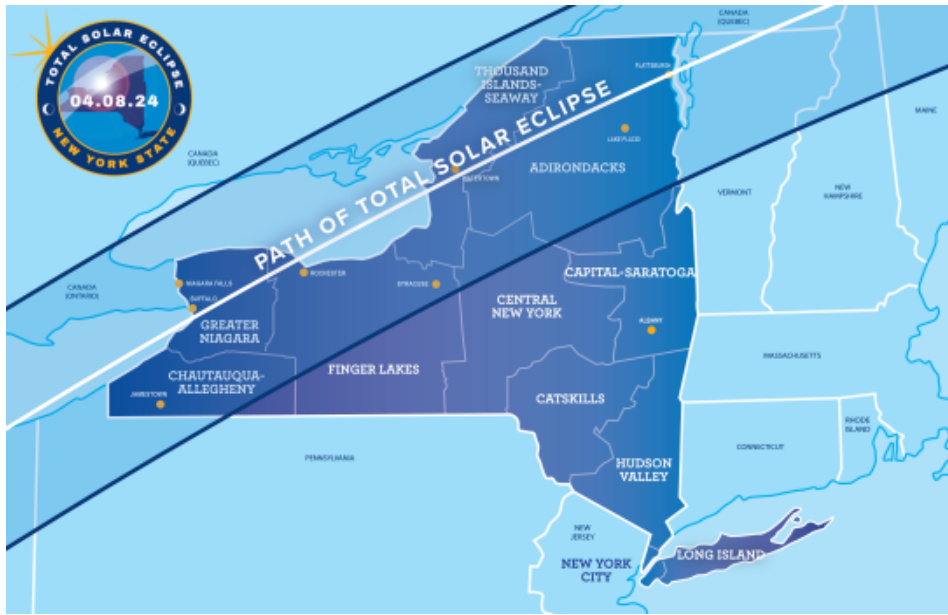 TOTAL SOLAR ECLIPSE
04.08.24
NEW YORK STATE
CANADA
(QUEBEC)
PLATTSBURGH
THOUSAND
ISLANDS-
SEAWAY
MAINE
LAKE PLACID
CANADA
(QUEBEC)
ADIRONDACKS
WATERTOWN
VERMONT
NEW
HAMPSHIRE
PATH OF TOTAL SOLAR ECLIPSE
CANADA
(ONTARIO)
NIAGARA FALLS
ROCHESTER
SYRACUSE
CAPITAL-SARATOGA
BUFFALO
CENTRAL
NEW YORK
GREATER
NIAGARA
ALBANY
MASSACHUSETTS
CHAUTAUQUA-
ALLEGHENY
FINGER LAKES
JAMESTOWN
CATSKILLS
RHODE
ISLAND
CONNECTICUT
PENNSYLVANIA
HUDSON
VALLEY
NEW
JERSEY
NEW YORK
CITY
LONG ISLAND